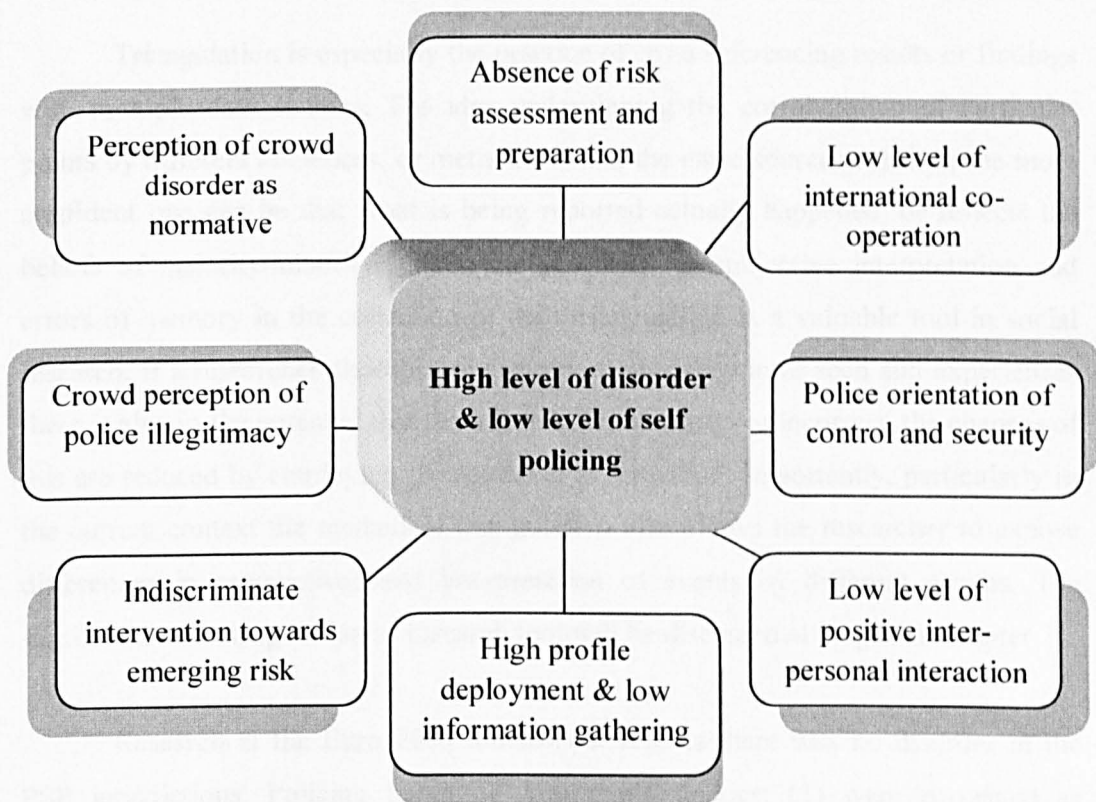 Absence of risk
assessment and
preparation
Perception of crowd
disorder as
normative
Low level of
international co-
operation
Crowd perception of
police illegitimacy
High level of disorder
& low level of self
policing
Police orientation of
control and security
Indiscriminate
intervention towards
emerging risk
High profile
deployment & low
information gathering
Low level of
positive inter-
personal interaction